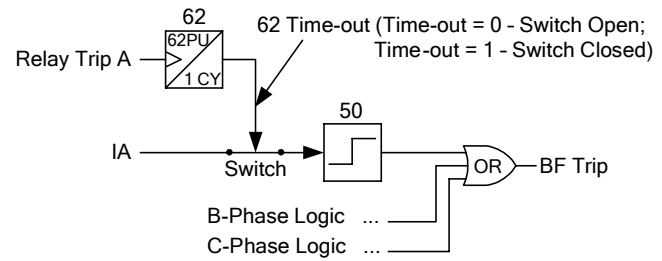 62
62 Time-out (Time-out = 0 - Switch Open;
Time-out = 1 - Switch Closed)
62PU
Relay Trip A
1 CY
50
IA
Switch
OR
BF Trip
B-Phase Logic ...
C-Phase Logic ...